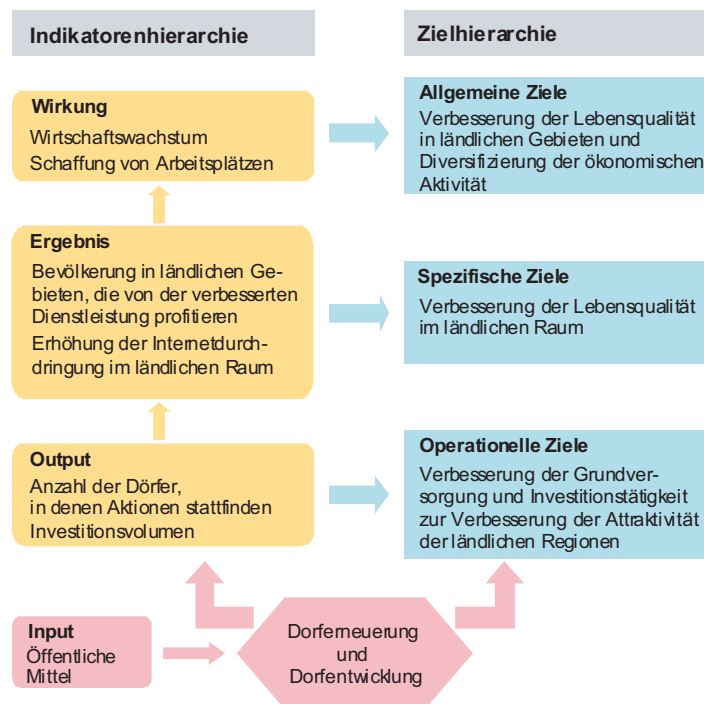 Indikatorenhierarchie
Zielhierarchie
Wirkung
Wirtschaftswachstum
Schaffung von Arbeitsplätzen
Allgemeine Ziele
Verbesserung der Lebensqualität
in ländlichen Gebieten und
Diversifizierung der ökonomischen
Aktivität
Ergebnis
Bevölkerung in ländlichen Ge-
bieten, die von der verbesserten
Dienstleistung profitieren
Erhöhung der Internetdurch-
dringung im ländlichen Raum
Spezifische Ziele
Verbesserung der Lebensqualität
im ländlichen Raum
Output
Anzahl der Dörfer,
in denen Aktionen stattfinden
Investitionsvolumen
Operationelle Ziele
Verbesserung der Grundver-
sorgung und Investitionstätigkeit
zur Verbesserung der Attraktivität
der ländlichen Regionen
Input
Öffentliche
Mittel
Dorferneuerung
und
Dorfentwicklung